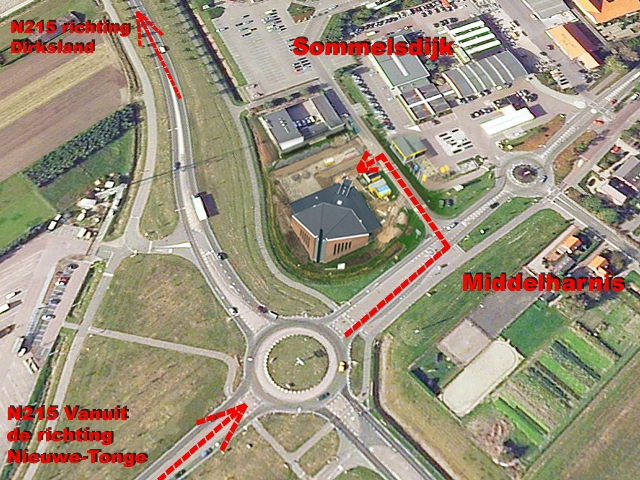 N215 richting
Dirksland
Sommelsdijk
Middelharnis
N215 Vanuit
de richting
Nieuwe-Tonge